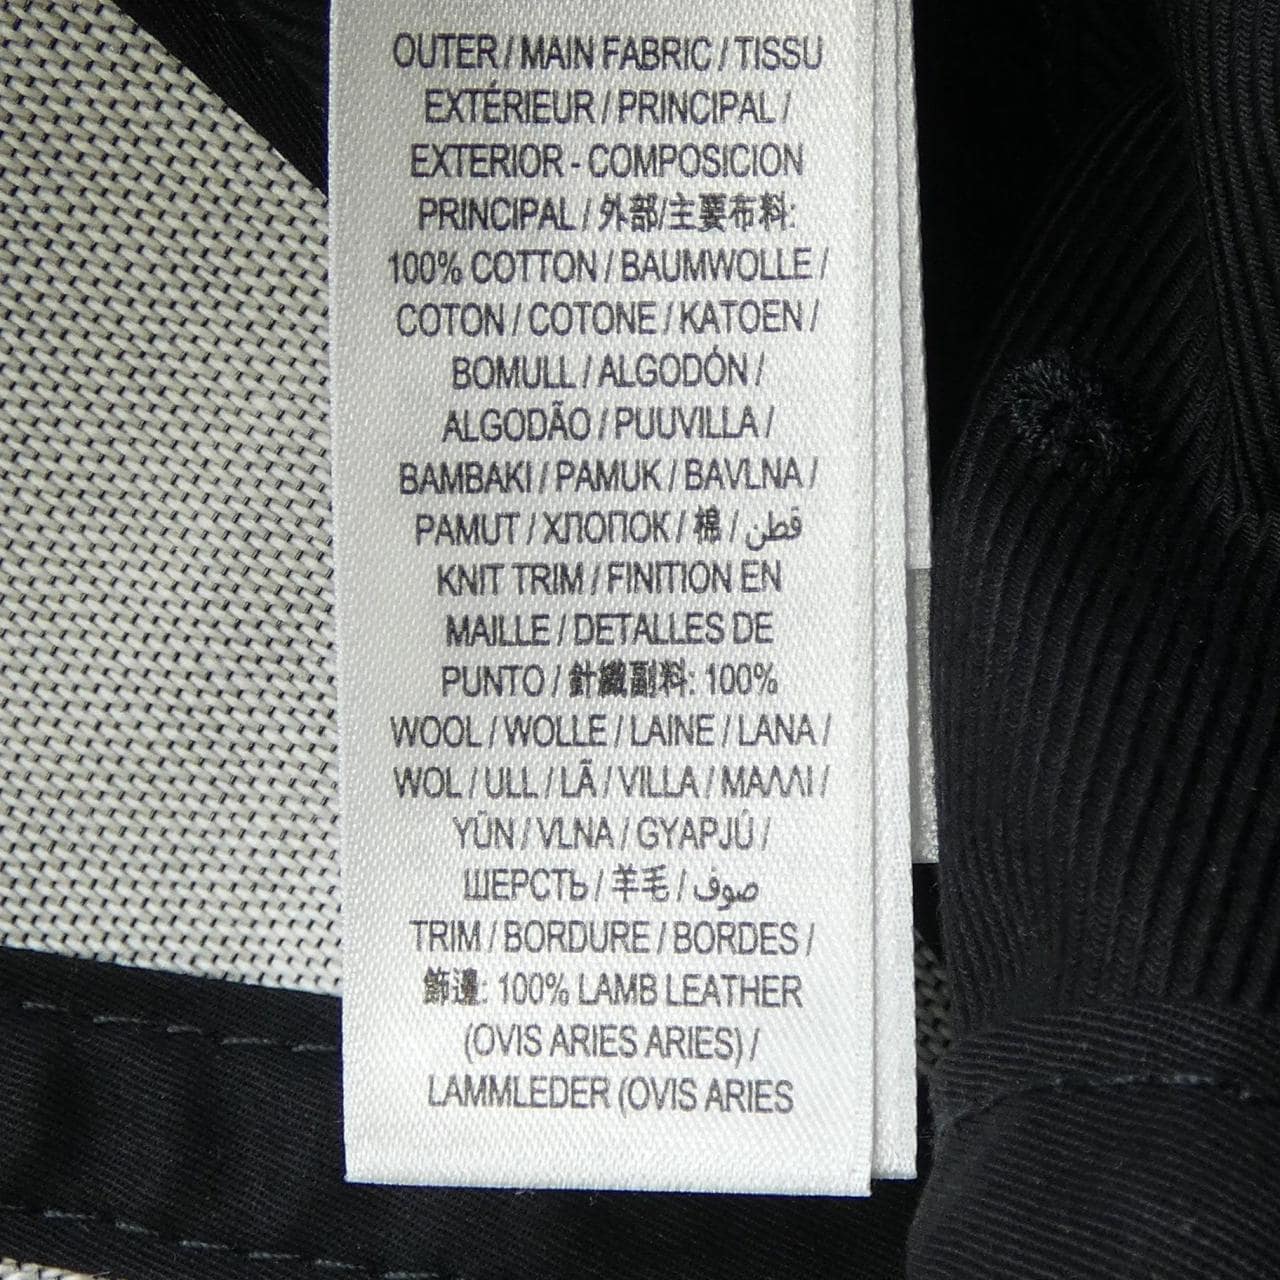 OUTER / MAIN FABRIC / TISSU
EXTÉRIEUR / PRINCIPAL /
EXTERIOR - COMPOSICION
PRINCIPAL / 外部/主要布料:
100% COTTON / BAUMWOLLE /
COTON / COTONE / KATOEN /
BOMULL / ALGODÓN /
ALGODÃO / PUUVILLA /
BAMBAKI / PAMUK / BAVLNA /
PAMUT / ХЛОПОК / 棉 / قطن
KNIT TRIM / FINITION EN
MAILLE / DETALLES DE
PUNTO / 針織副料: 100%
WOOL / WOLLE / LAINE / LANA /
WOL / ULL / LÃ / VILLA / ΜΑΛΛΙ /
YÜN / VLNA / GYAPJÚ /
ШЕРСТЬ / 羊毛 / صوف
TRIM / BORDURE / BORDES /
飾邊: 100% LAMB LEATHER
(OVIS ARIES ARIES) /
LAMMLEDER (OVIS ARIES